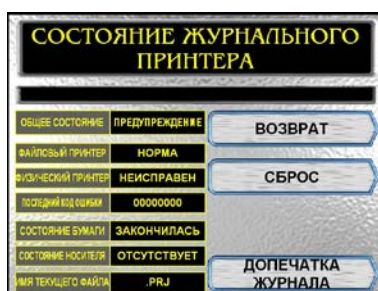 СОСТОЯНИЕ ЖУРНАЛЬНОГО
ПРИНТЕРА
ОБЩЕЕ СОСТОЯНИЕ ПРЕДУПРЕЖДЕНИЕ
ВОЗВРАТ
ФАЙЛОВЫЙ ПРИНТЕР НОРМА
ФИЗИЧЕСКИЙ ПРИНТЕР НЕИСПРАВЕН
СБРОС
ПОСЛЕДНИЙ КОД ОШИБКИ 00000000
СОСТОЯНИЕ БУМАГИ ЗАКОНЧИЛАСЬ
СОСТОЯНИЕ НОСИТЕЛЯ ОТСУТСТВУЕТ
ИМЯ ТЕКУЩЕГО ФАЙЛА .PRJ
ДОПЕЧАТКА
ЖУРНАЛА